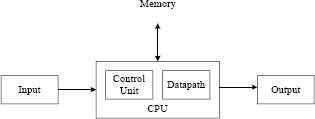 Memory
Control
Unit
Datapath
Input
CPU
Output